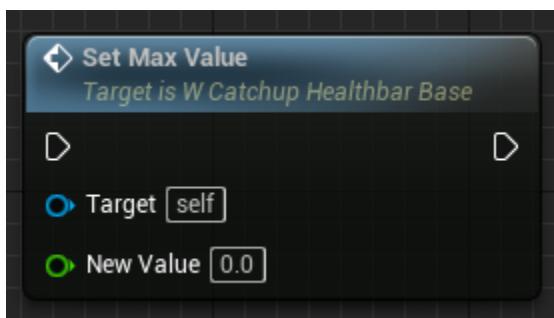 Set Max Value
Target is W Catchup Healthbar Base
Target self
New Value 0.0